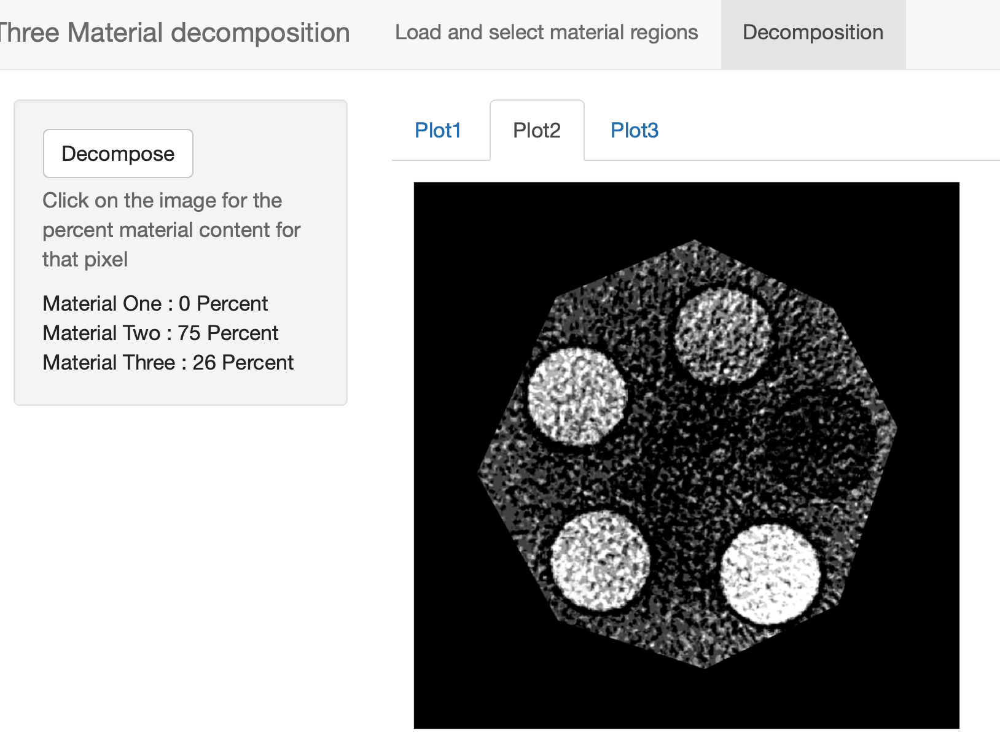 Three Material decomposition Load and select material regions Decomposition
Plot1 Plot2 Plot3
Decompose
Click on the image for the
percent material content for
that pixel
Material One : 0 Percent
Material Two : 75 Percent
Material Three : 26 Percent